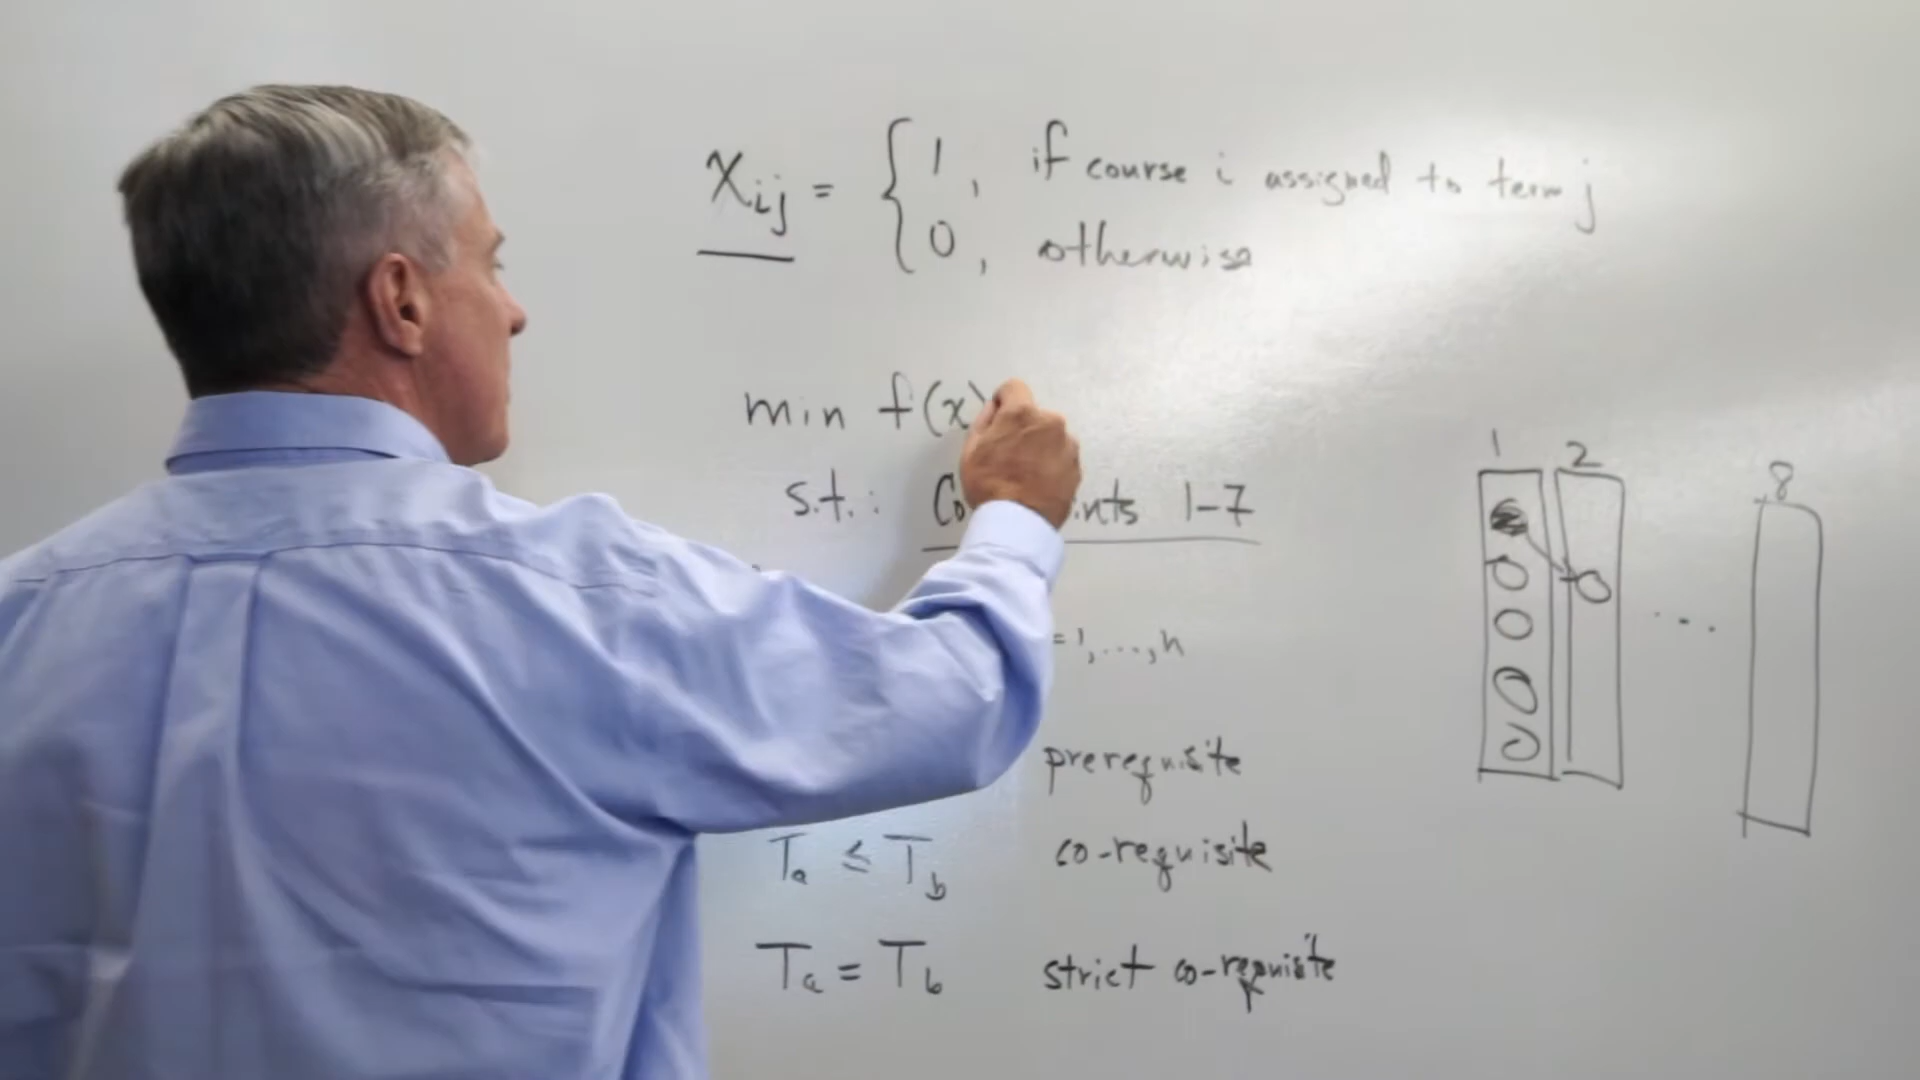 Xij = { 1, if course i assigned to term j
0, otherwise
min f(x)
s.t.: 1-7
=1,...,n
prerequisite
Ta ≤ Tb co-requisite
Ta = Tb strict co-requisite
1 2 ... 8